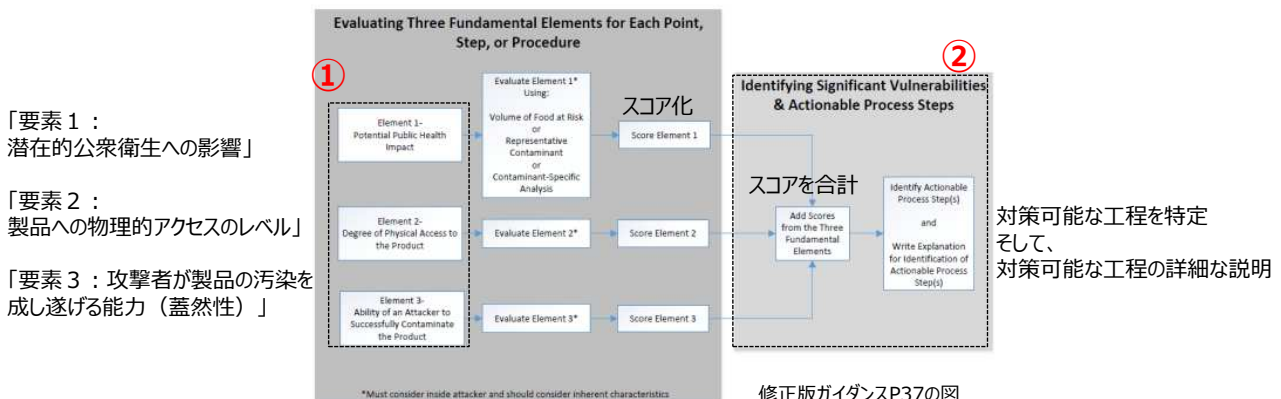 Evaluating Three Fundamental Elements for Each Point,
Step, or Procedure
①
②
「要素１：
潜在的公衆衛生への影響」
「要素２：
製品への物理的アクセスのレベル」
「要素３：攻撃者が製品の汚染を
成し遂げる能力（蓋然性）」
Element 1-
Potential Public Health
Impact
Evaluate Element 1*
Using:
Volume of Food at Risk
or
Representative
Contaminant
or
Contaminant-Specific
Analysis
スコア化
Score Element 1
Element 2-
Degree of Physical Access to
the Product
Evaluate Element 2*
Score Element 2
Element 3-
Ability of an Attacker to
Successfully Contaminate
the Product
Evaluate Element 3*
Score Element 3
*Must consider inside attacker and should consider inherent characteristics
Identifying Significant Vulnerabilities
& Actionable Process Steps
スコアを合計
Add Scores
from the Three
Fundamental
Elements
Identify Actionable
Process Step(s)
and
Write Explanation
for Identification of
Actionable Process
Step(s)
対策可能な工程を特定
そして、
対策可能な工程の詳細な説明
修正版ガイダンスP37の図